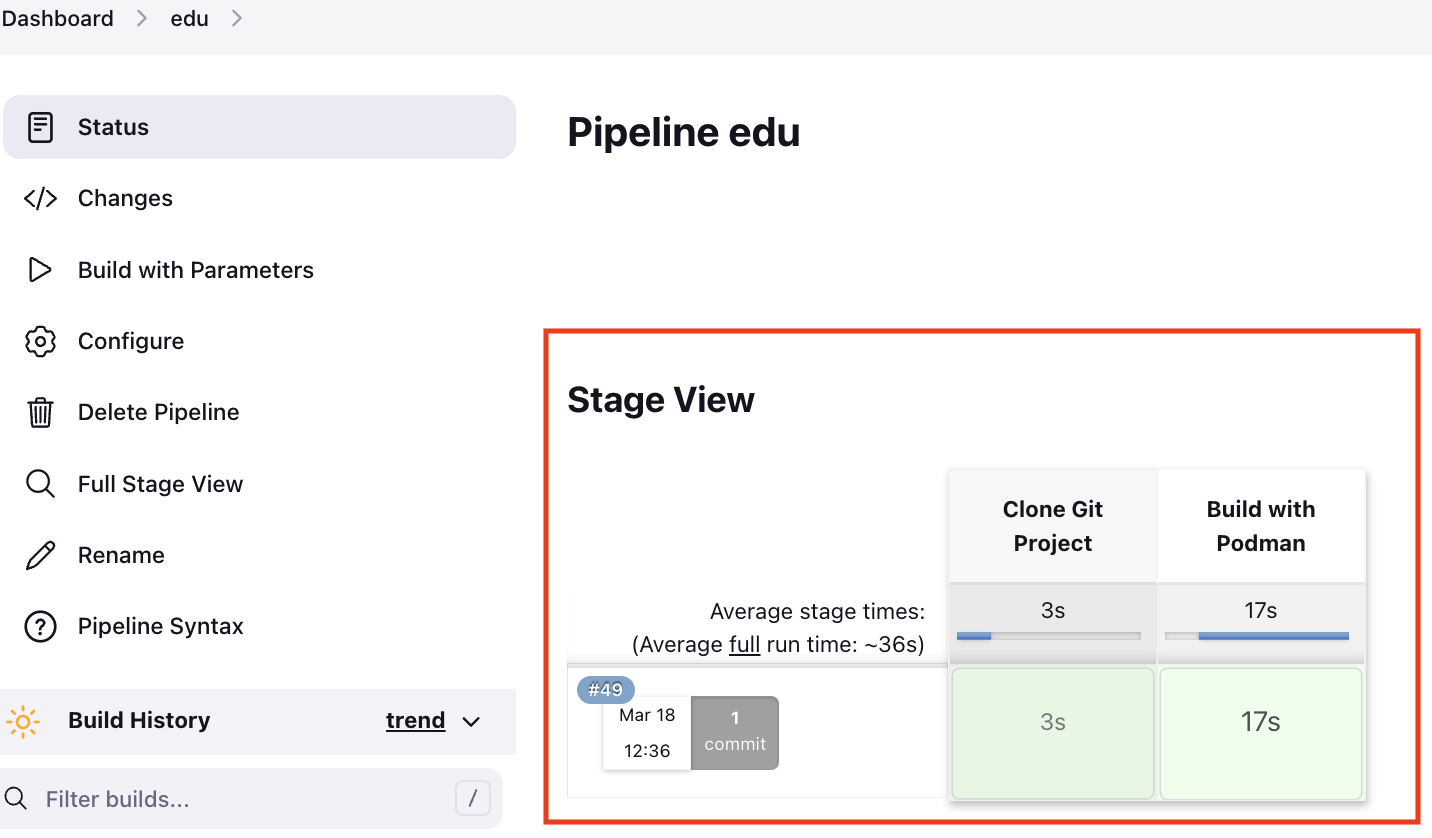 Dashboard > edu >
Status
Changes
Build with Parameters
Configure
Delete Pipeline
Full Stage View
Rename
Pipeline Syntax
Build History trend
Filter builds... /
Pipeline edu
Stage View
Clone Git
Project
Build with
Podman
Average stage times:
(Average full run time: ~36s)
3s
17s
#49
Mar 18
12:36
1
commit
3s
17s